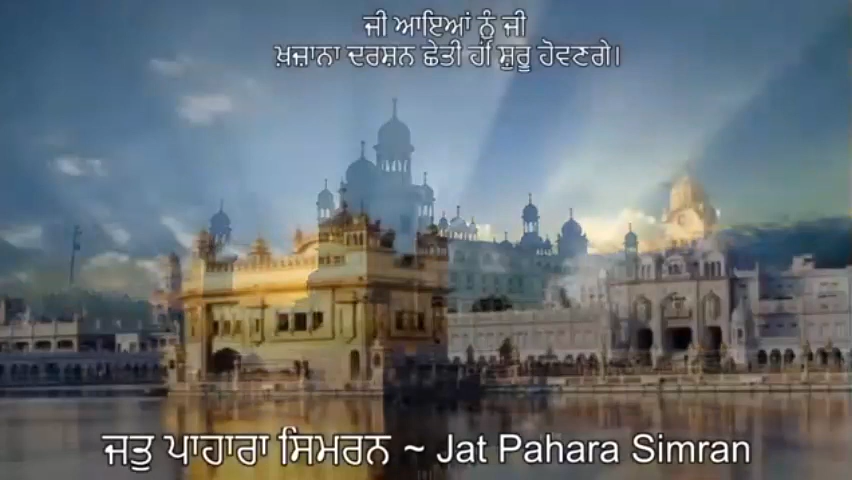 ਜੀ ਆਇਆਂ ਨੂੰ ਜੀ
ਖ਼ਜ਼ਾਨਾ ਦਰਸ਼ਨ ਛੇਤੀ ਹੀ ਸ਼ੁਰੂ ਹੋਵਣਗੇ।
ਜਤੁ ਪਾਹਾਰਾ ਸਿਮਰਨ ~ Jat Pahara Simran